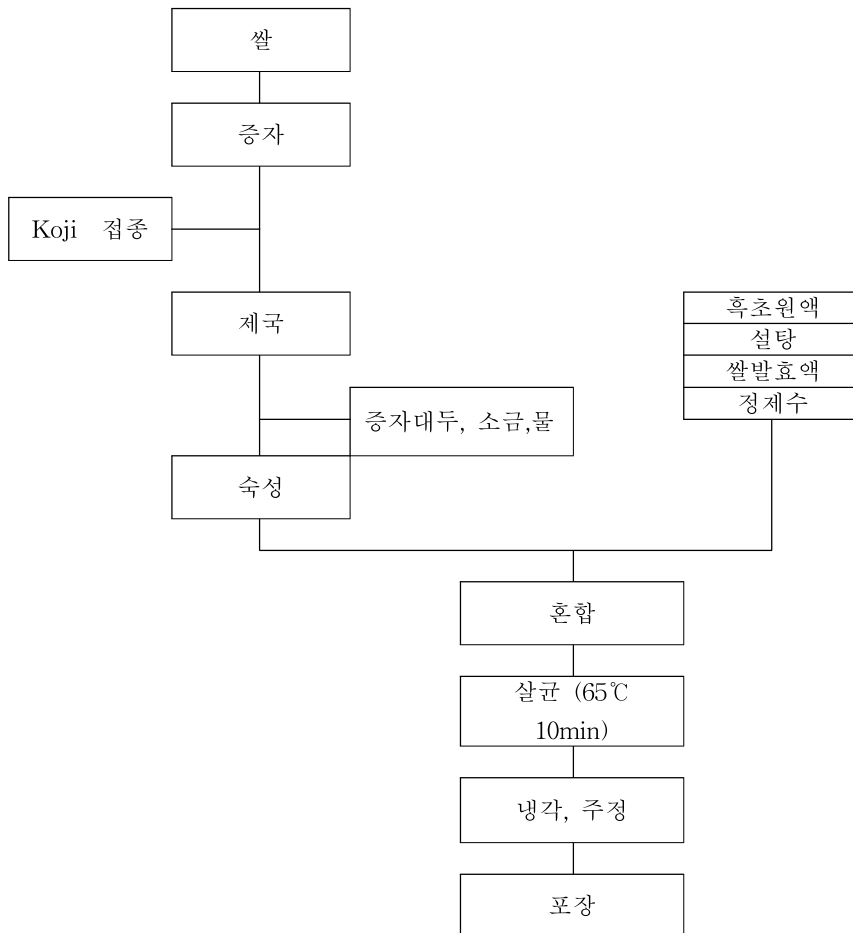 쌀
증자
Koji 접종
제국
흑초원액
설탕
쌀발효액
정제수
증자대두, 소금,물
숙성
혼합
살균 (65℃
10min)
냉각, 주정
포장